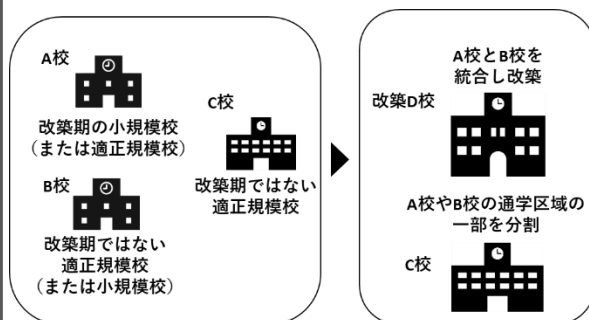 A校
改築期の小規模校
(または適正規模校)
B校
改築期ではない
適正規模校
(または小規模校)
C校
改築期ではない
適正規模校
A校とB校を
統合し改築
改築D校
A校やB校の通学区域の
一部を分割
C校